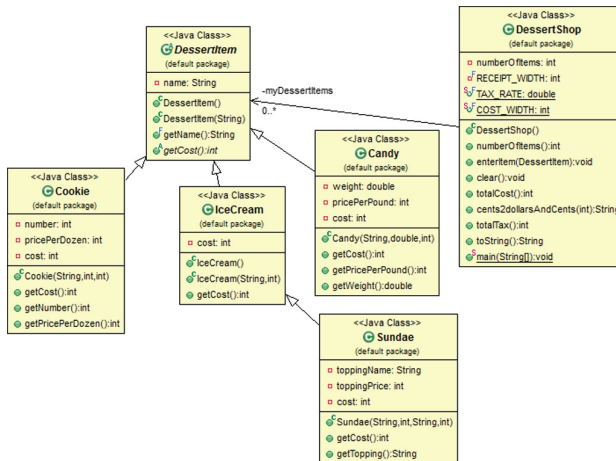 <<Java Class>>
DessertItem
(default package)
name: String
DessertItem()
DessertItem(String)
getName():String
getCost():int
-myDessertItems
0..*
<<Java Class>>
DessertShop
(default package)
numberOfItems: int
RECEIPT_WIDTH: int
TAX_RATE: double
COST_WIDTH: int
DessertShop()
numberOfItems():int
enterItem(DessertItem):void
clear():void
totalCost():int
cents2dollarsAndCents(int):String
totalTax():int
toString():String
main(String[]):void
<<Java Class>>
Cookie
(default package)
number: int
pricePerDozen: int
cost: int
Cookie(String,int,int)
getCost():int
getNumber():int
getPricePerDozen():int
<<Java Class>>
IceCream
(default package)
cost: int
IceCream()
IceCream(String,int)
getCost():int
<<Java Class>>
Candy
(default package)
weight: double
pricePerPound: int
cost: int
Candy(String,double,int)
getCost():int
getPricePerPound():int
getWeight():double
<<Java Class>>
Sundae
(default package)
toppingName: String
toppingPrice: int
cost: int
Sundae(String,int,String,int)
getCost():int
getTopping():String